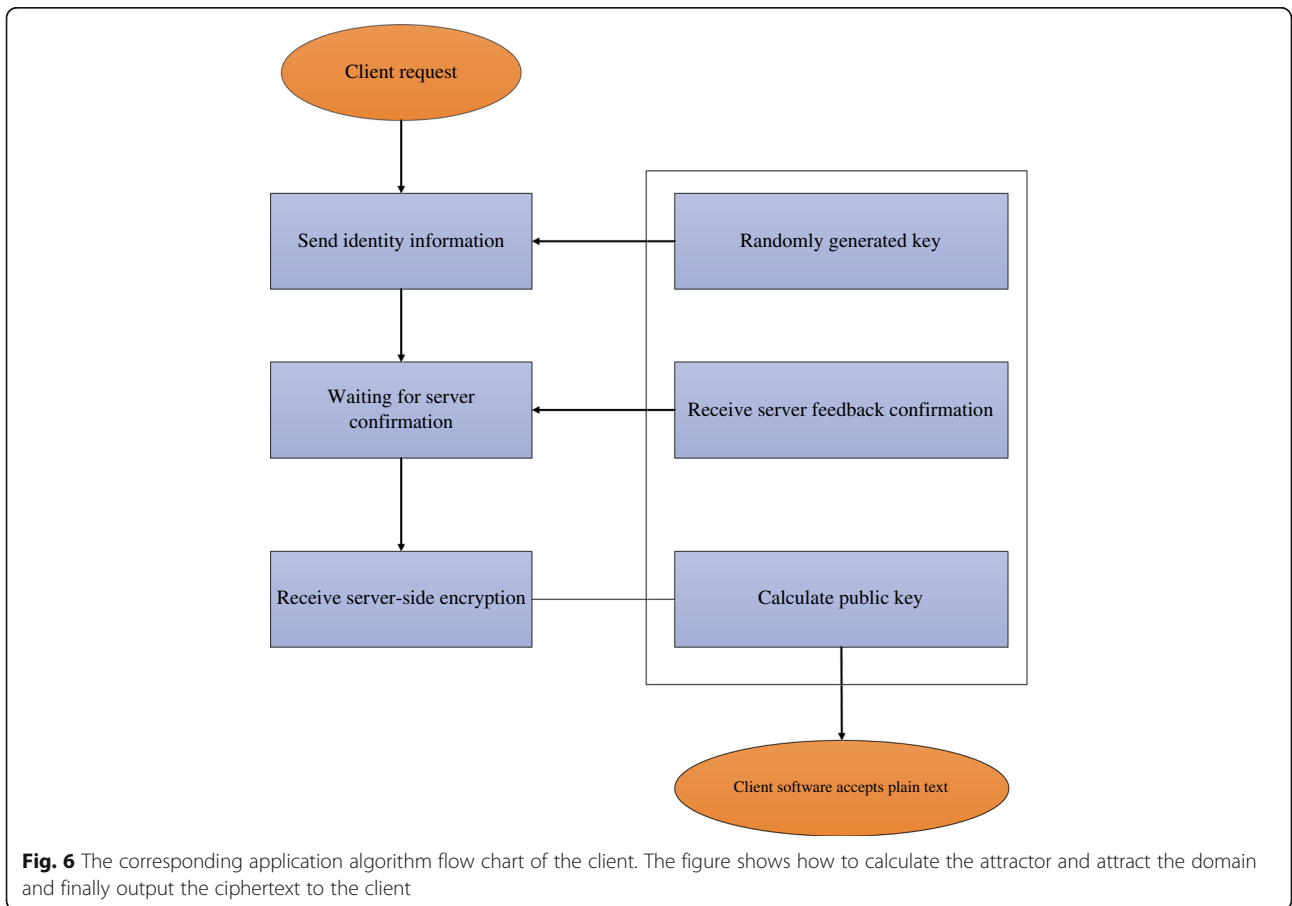 Client request
Send identity information
Randomly generated key
Waiting for server
confirmation
Receive server feedback confirmation
Receive server-side encryption
Calculate public key
Client software accepts plain text
Fig. 6 The corresponding application algorithm flow chart of the client. The figure shows how to calculate the attractor and attract the domain
and finally output the ciphertext to the client